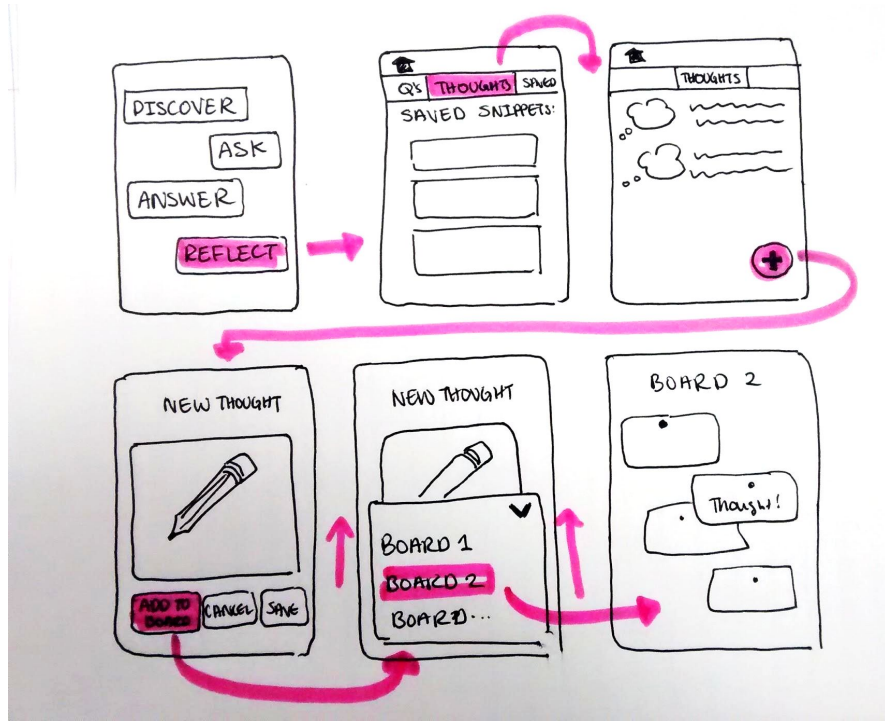 DISCOVER
ASK
ANSWER
REFLECT
Q's THOUGHTS SAVED
SAVED SNIPPETS:
THOUGHTS
NEW THOUGHT
ADD TO
BOARD
CANCEL
SAVE
NEW THOUGHT
BOARD 1
BOARD 2
BOARD...
BOARD 2
Thought!